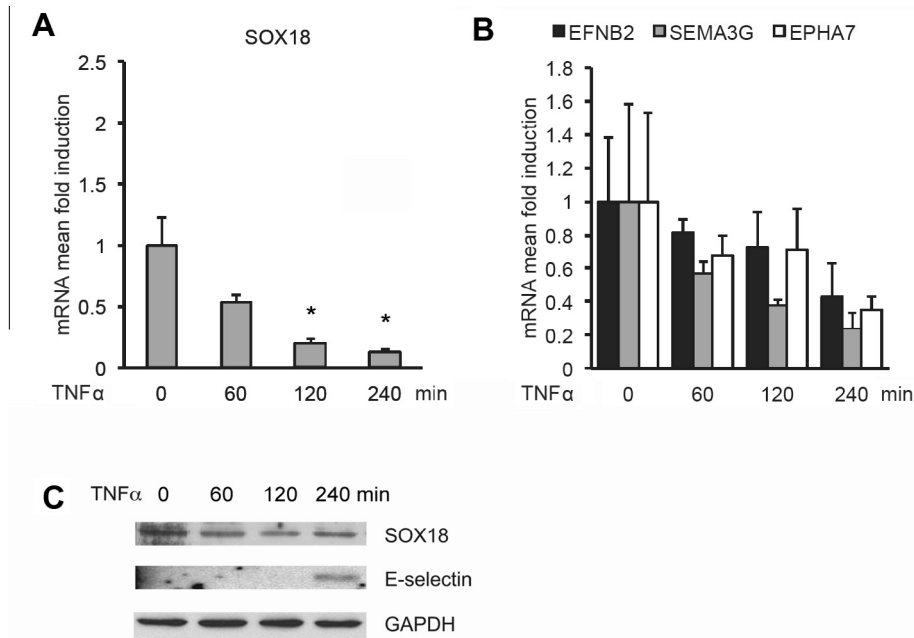 A
SOX18
mRNA mean fold induction
2.5
2
1.5
1
0.5
0
* *
TNFα 0 60 120 240 min
B
EFNB2 SEMA3G EPHA7
mRNA mean fold induction
1.8
1.6
1.4
1.2
1
0.8
0.6
0.4
0.2
0
TNFα 0 60 120 240 min
C
TNFα 0 60 120 240 min
SOX18
E-selectin
GAPDH